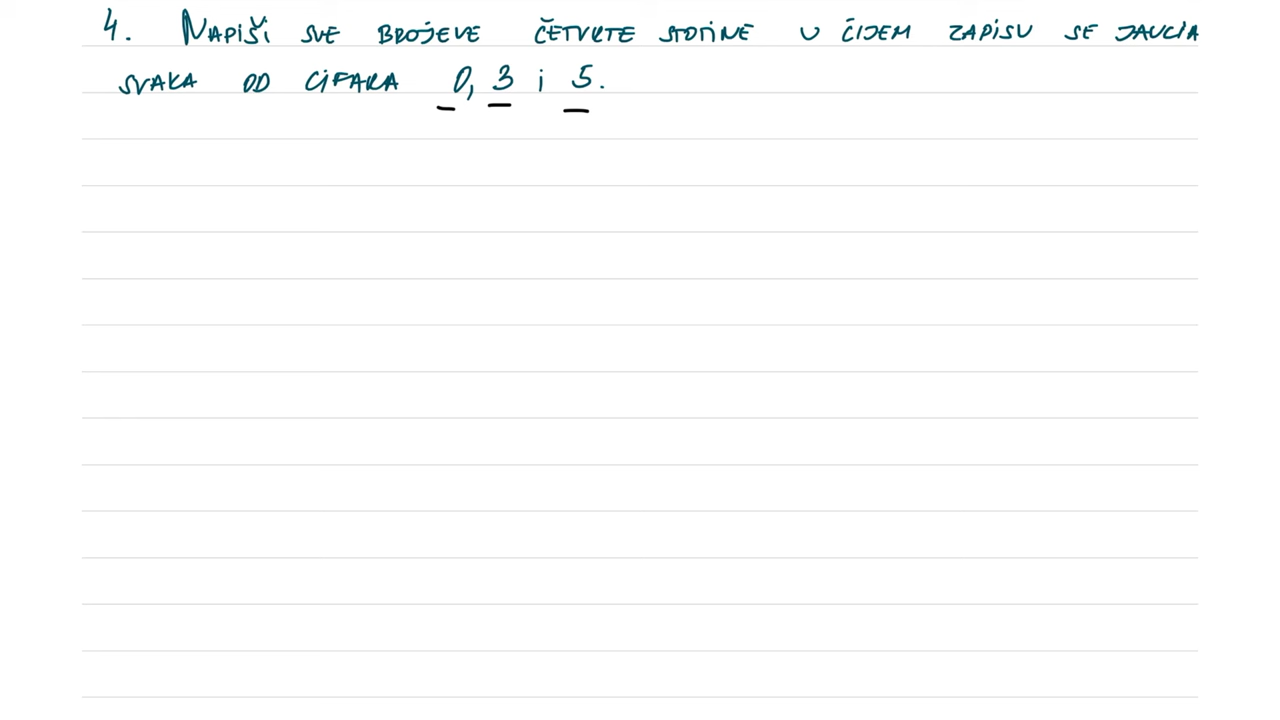 4. NAPIŠI SVE BROJEVE ČETVRTE STOTINE U ČIJEM ZAPISU SE JAVLJA
SVAKA OD CIFARA 0, 3 i 5.